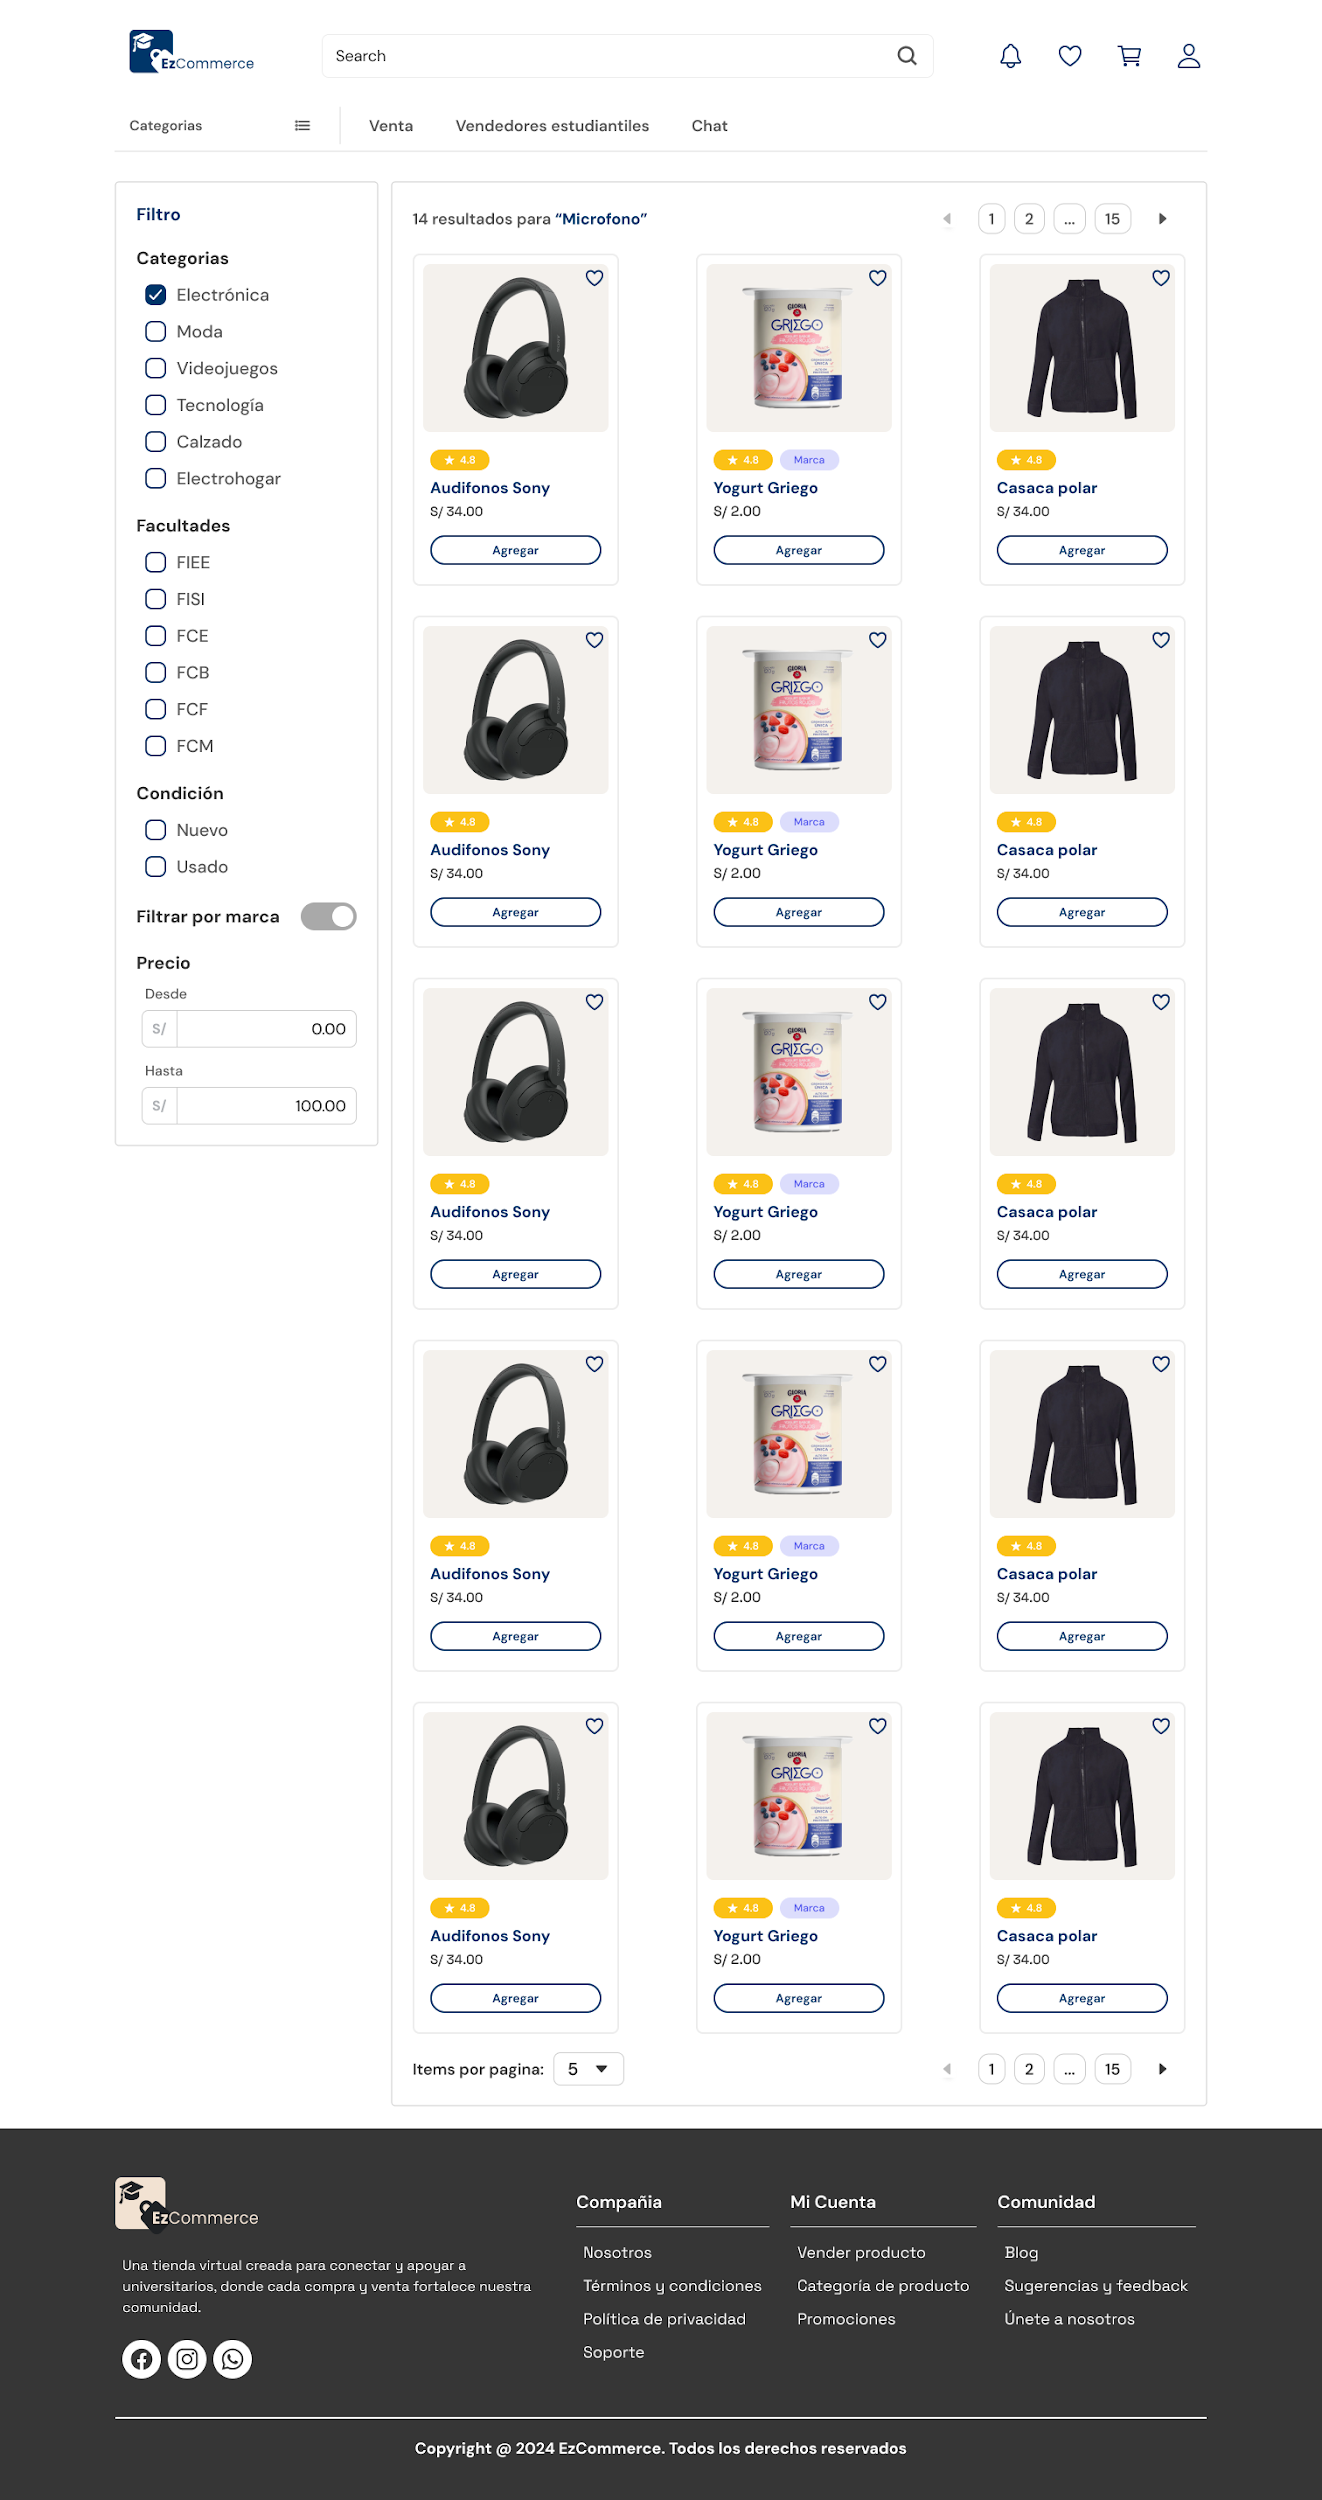 EzCommerce
Search
Categorias
Venta
Vendedores estudiantiles
Chat
Filtro
Categorias
Electrónica
Moda
Videojuegos
Tecnología
Calzado
Electrohogar
Facultades
FIEE
FISI
FCE
FCB
FCF
FCM
Condición
Nuevo
Usado
Filtrar por marca
Precio
Desde
S/ 0.00
Hasta
S/ 100.00
14 resultados para “Microfono”
1 2 ... 15
GLORIA
GRIEGO
4.8
4.8 Marca
4.8
Audifonos Sony
Yogurt Griego
Casaca polar
S/ 34.00
S/ 2.00
S/ 34.00
Agregar
Agregar
Agregar
GLORIA
GRIEGO
4.8
4.8 Marca
4.8
Audifonos Sony
Yogurt Griego
Casaca polar
S/ 34.00
S/ 2.00
S/ 34.00
Agregar
Agregar
Agregar
GLORIA
GRIEGO
4.8
4.8 Marca
4.8
Audifonos Sony
Yogurt Griego
Casaca polar
S/ 34.00
S/ 2.00
S/ 34.00
Agregar
Agregar
Agregar
GLORIA
GRIEGO
4.8
4.8 Marca
4.8
Audifonos Sony
Yogurt Griego
Casaca polar
S/ 34.00
S/ 2.00
S/ 34.00
Agregar
Agregar
Agregar
GLORIA
GRIEGO
4.8
4.8 Marca
4.8
Audifonos Sony
Yogurt Griego
Casaca polar
S/ 34.00
S/ 2.00
S/ 34.00
Agregar
Agregar
Agregar
Items por pagina: 5
1 2 ... 15
EzCommerce
Una tienda virtual creada para conectar y apoyar a
universitarios, donde cada compra y venta fortalece nuestra
comunidad.
Compañia
Nosotros
Términos y condiciones
Política de privacidad
Soporte
Mi Cuenta
Vender producto
Categoría de producto
Promociones
Comunidad
Blog
Sugerencias y feedback
Únete a nosotros
Copyright @ 2024 EzCommerce. Todos los derechos reservados